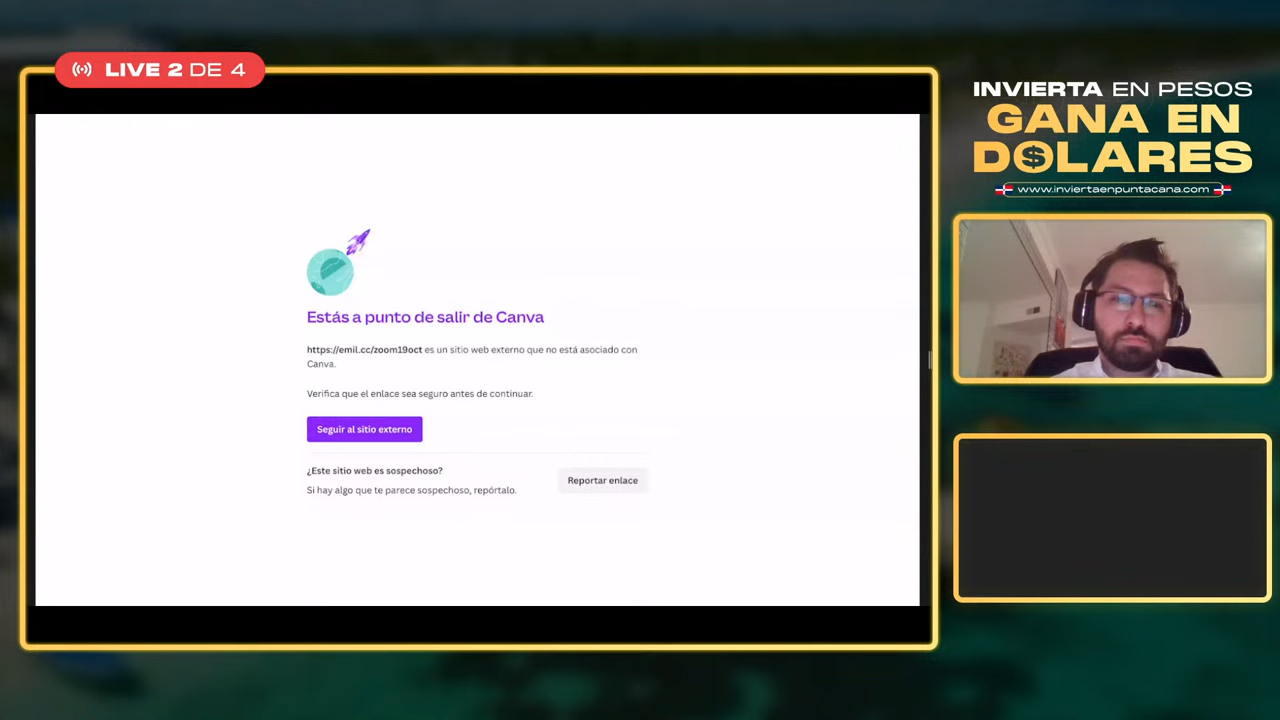 LIVE 2 DE 4
Estás a punto de salir de Canva
https://emil.cc/zoom19oct es un sitio web externo que no está asociado con
Canva.
Verifica que el enlace sea seguro antes de continuar.
Seguir al sitio externo
¿Este sitio web es sospechoso?
Si hay algo que te parece sospechoso, repórtalo.
Reportar enlace
INVIERTA EN PESOS
GANA EN
DOLARES
www.inviertaenpuntacana.com